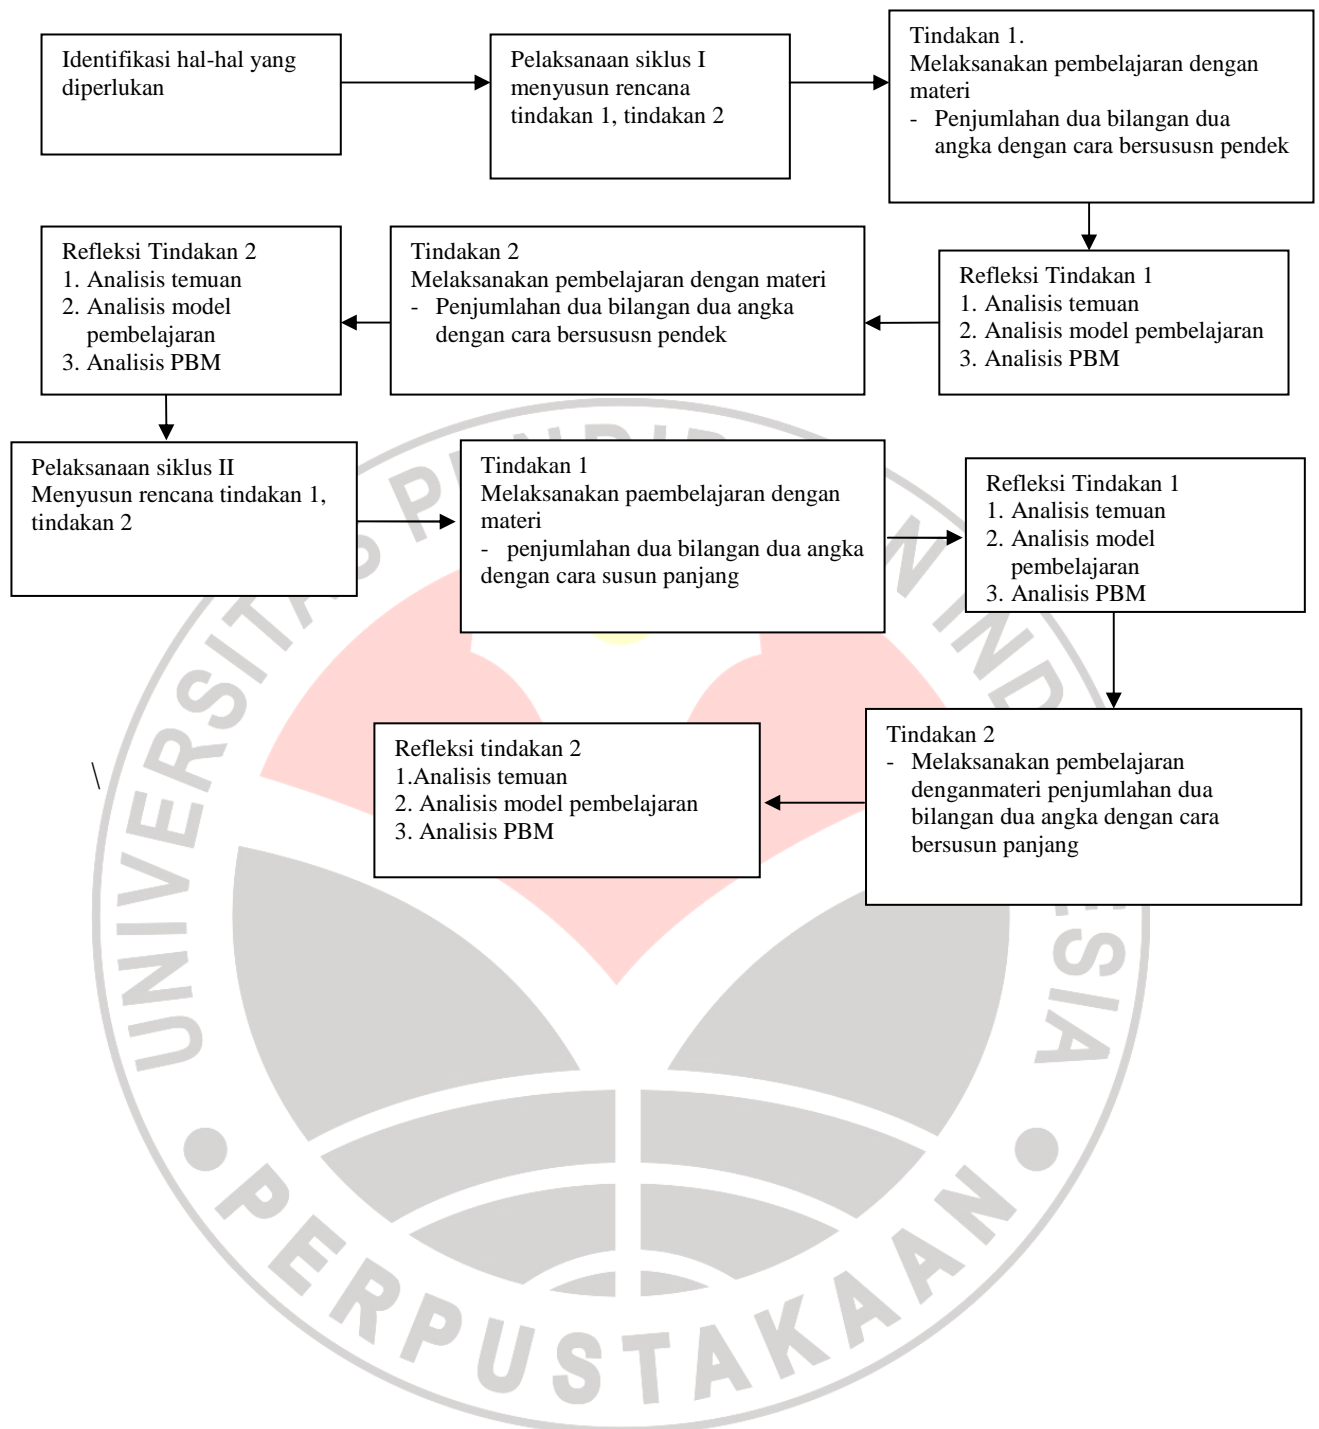 Identifikasi hal-hal yang
diperlukan
Pelaksanaan siklus I
menyusun rencana
tindakan 1, tindakan 2
Tindakan 1.
Melaksanakan pembelajaran dengan
materi
- Penjumlahan dua bilangan dua
angka dengan cara bersususn pendek
Refleksi Tindakan 1
1. Analisis temuan
2. Analisis model pembelajaran
3. Analisis PBM
Tindakan 2
Melaksanakan pembelajaran dengan materi
- Penjumlahan dua bilangan dua angka
dengan cara bersususn pendek
Refleksi Tindakan 2
1. Analisis temuan
2. Analisis model
pembelajaran
3. Analisis PBM
Pelaksanaan siklus II
Menyusun rencana tindakan 1,
tindakan 2
Tindakan 1
Melaksanakan paembelajaran dengan
materi
- penjumlahan dua bilangan dua angka
dengan cara susun panjang
Refleksi Tindakan 1
1. Analisis temuan
2. Analisis model
pembelajaran
3. Analisis PBM
Tindakan 2
- Melaksanakan pembelajaran
denganmateri penjumlahan dua
bilangan dua angka dengan cara
bersusun panjang
Refleksi tindakan 2
1.Analisis temuan
2. Analisis model pembelajaran
3. Analisis PBM
\
PERPUSTAKAAN